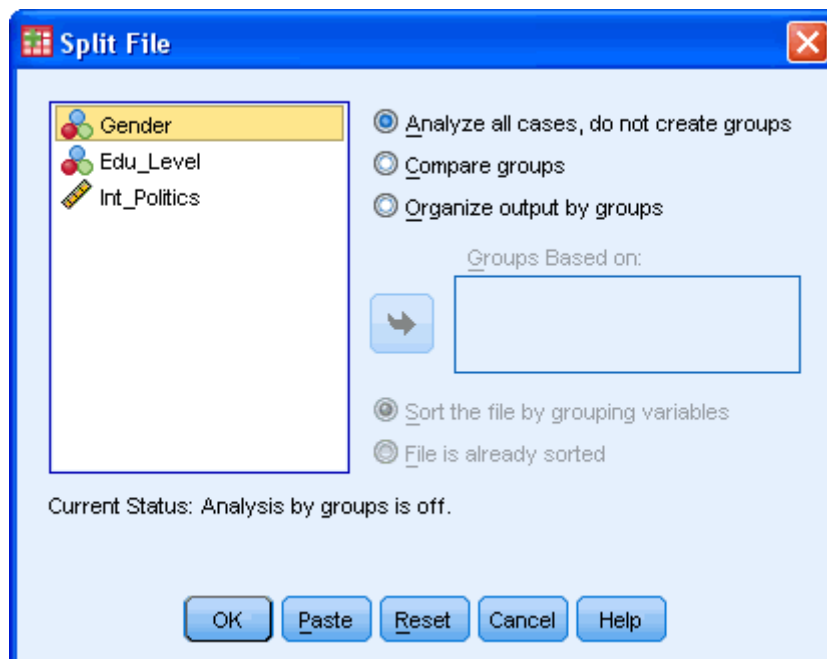 Split File
Gender
Edu_Level
Int_Politics
Analyze all cases, do not create groups
Compare groups
Organize output by groups
Groups Based on:
Sort the file by grouping variables
File is already sorted
Current Status: Analysis by groups is off.
OK
Paste
Reset
Cancel
Help